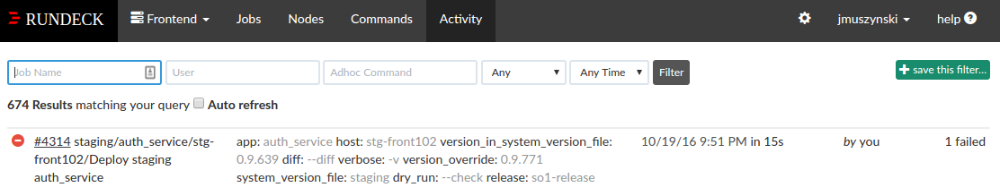 RUNDECK Frontend Jobs Nodes Commands Activity jmuszynski help
Job Name User Adhoc Command Any Any Time Filter save this filter...
674 Results matching your query Auto refresh
#4314 staging/auth_service/stg- app: auth_service host: stg-front102 version_in_system_version_file: 10/19/16 9:51 PM in 15s by you 1 failed
front102/Deploy staging 0.9.639 diff: --diff verbose: -v version_override: 0.9.771
auth_service system_version_file: staging dry_run: --check release: so1-release